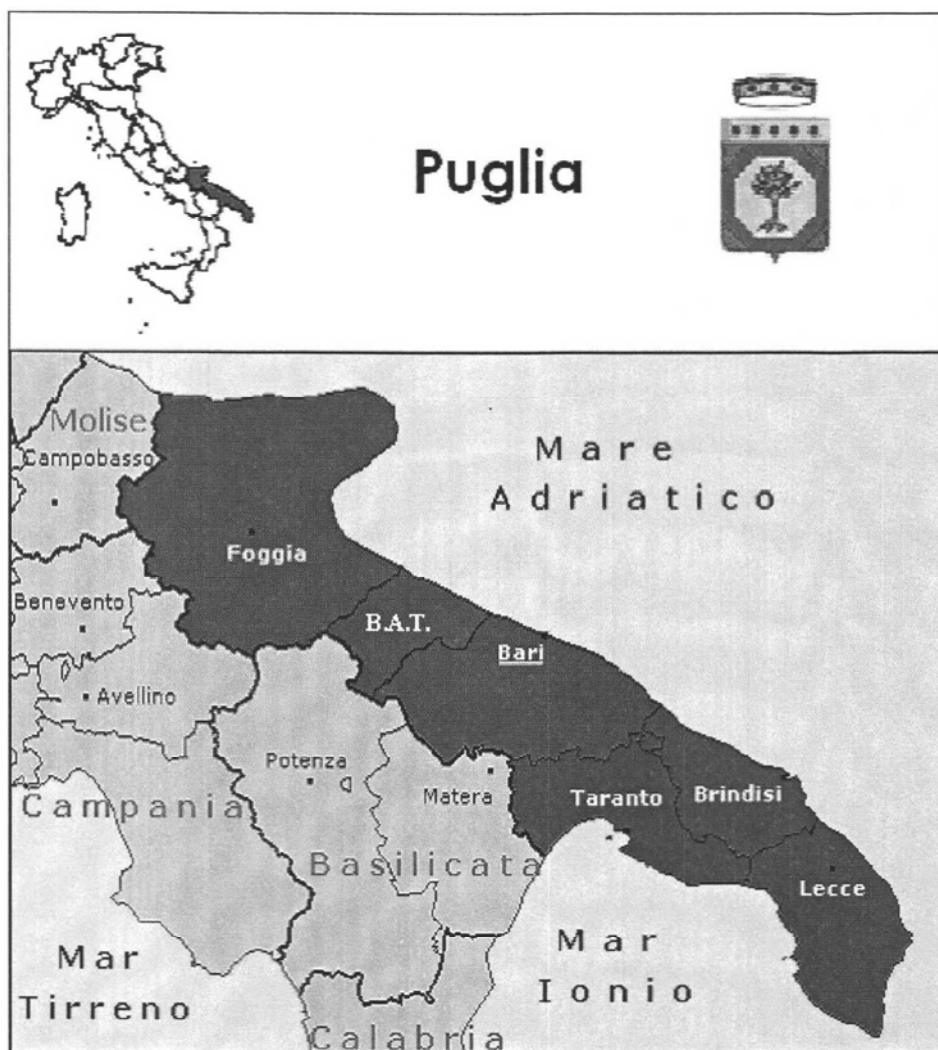 Puglia
Molise
Campobasso
Mare
Adriatico
Foggia
Benevento
B.A.T.
Bari
Avellino
Potenza
Matera
Campania
Taranto
Brindisi
Basilicata
Lecce
Mar
Tirreno
Mar
Ionio
Calabria